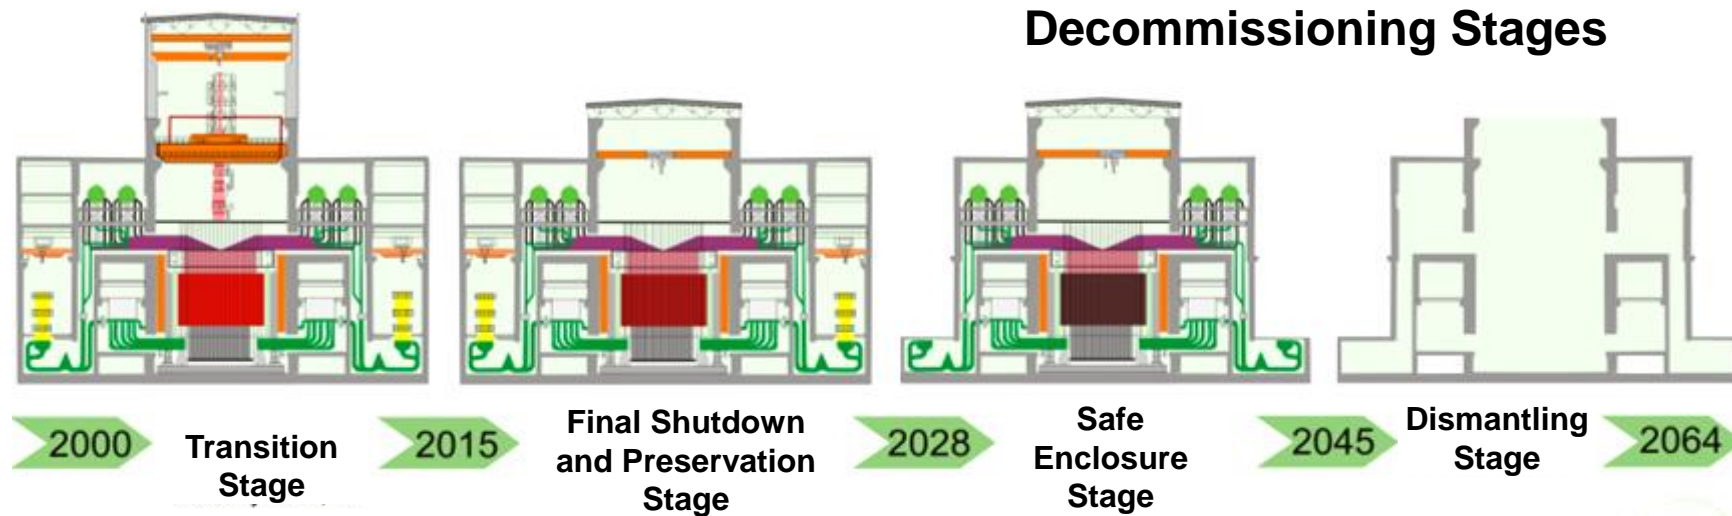 Decommissioning Stages
2000
Transition
Stage
2015
Final Shutdown
and Preservation
Stage
2028
Safe
Enclosure
Stage
2045
Dismantling
Stage
2064